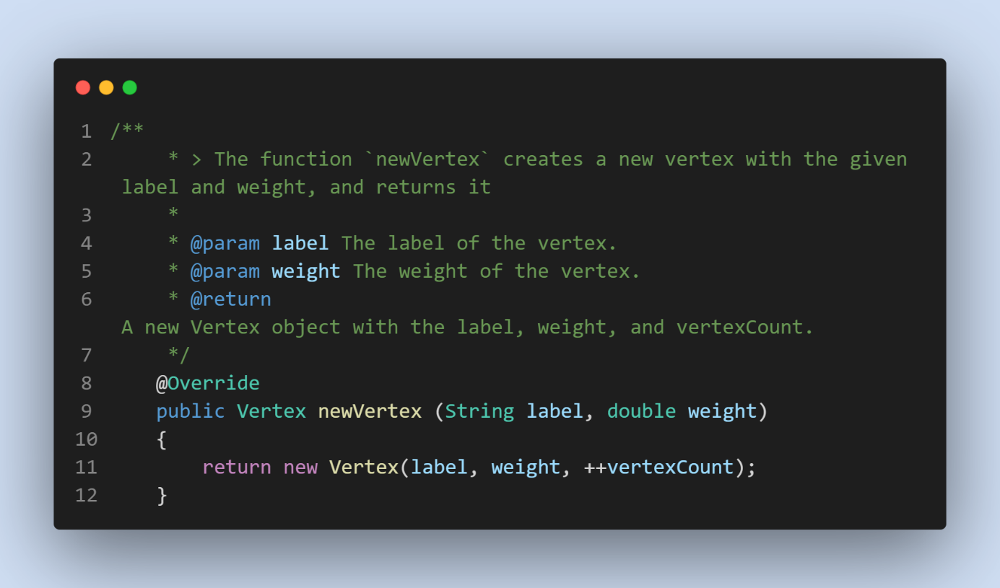 1 /**
2      * > The function `newVertex` creates a new vertex with the given
label and weight, and returns it
3      *
4      * @param label The label of the vertex.
5      * @param weight The weight of the vertex.
6      * @return
A new Vertex object with the label, weight, and vertexCount.
7      */
8     @Override
9     public Vertex newVertex (String label, double weight)
10     {
11         return new Vertex(label, weight, ++vertexCount);
12     }